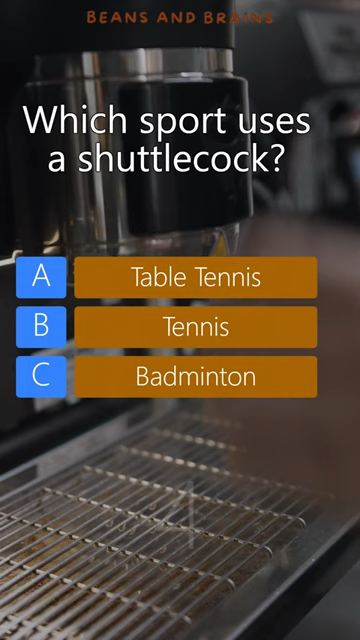 BEANS AND BRAINS
Which sport uses
a shuttlecock?
A Table Tennis
B Tennis
C Badminton